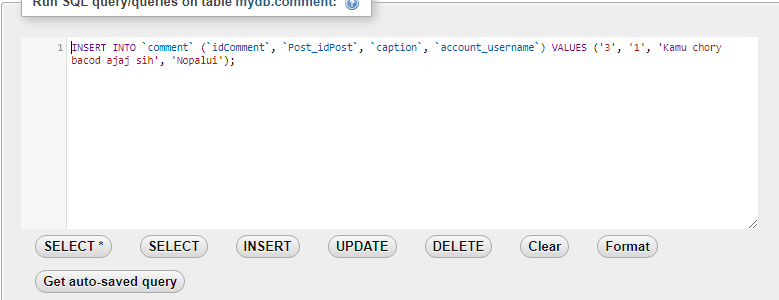 Run SQL query/queries on table mydb.comment:
1 INSERT INTO `comment` (`idComment`, `Post_idPost`, `caption`, `account_username`) VALUES ('3', '1', 'Kamu chory
bacod ajaj sih', 'Nopalui');
SELECT * SELECT INSERT UPDATE DELETE Clear Format
Get auto-saved query